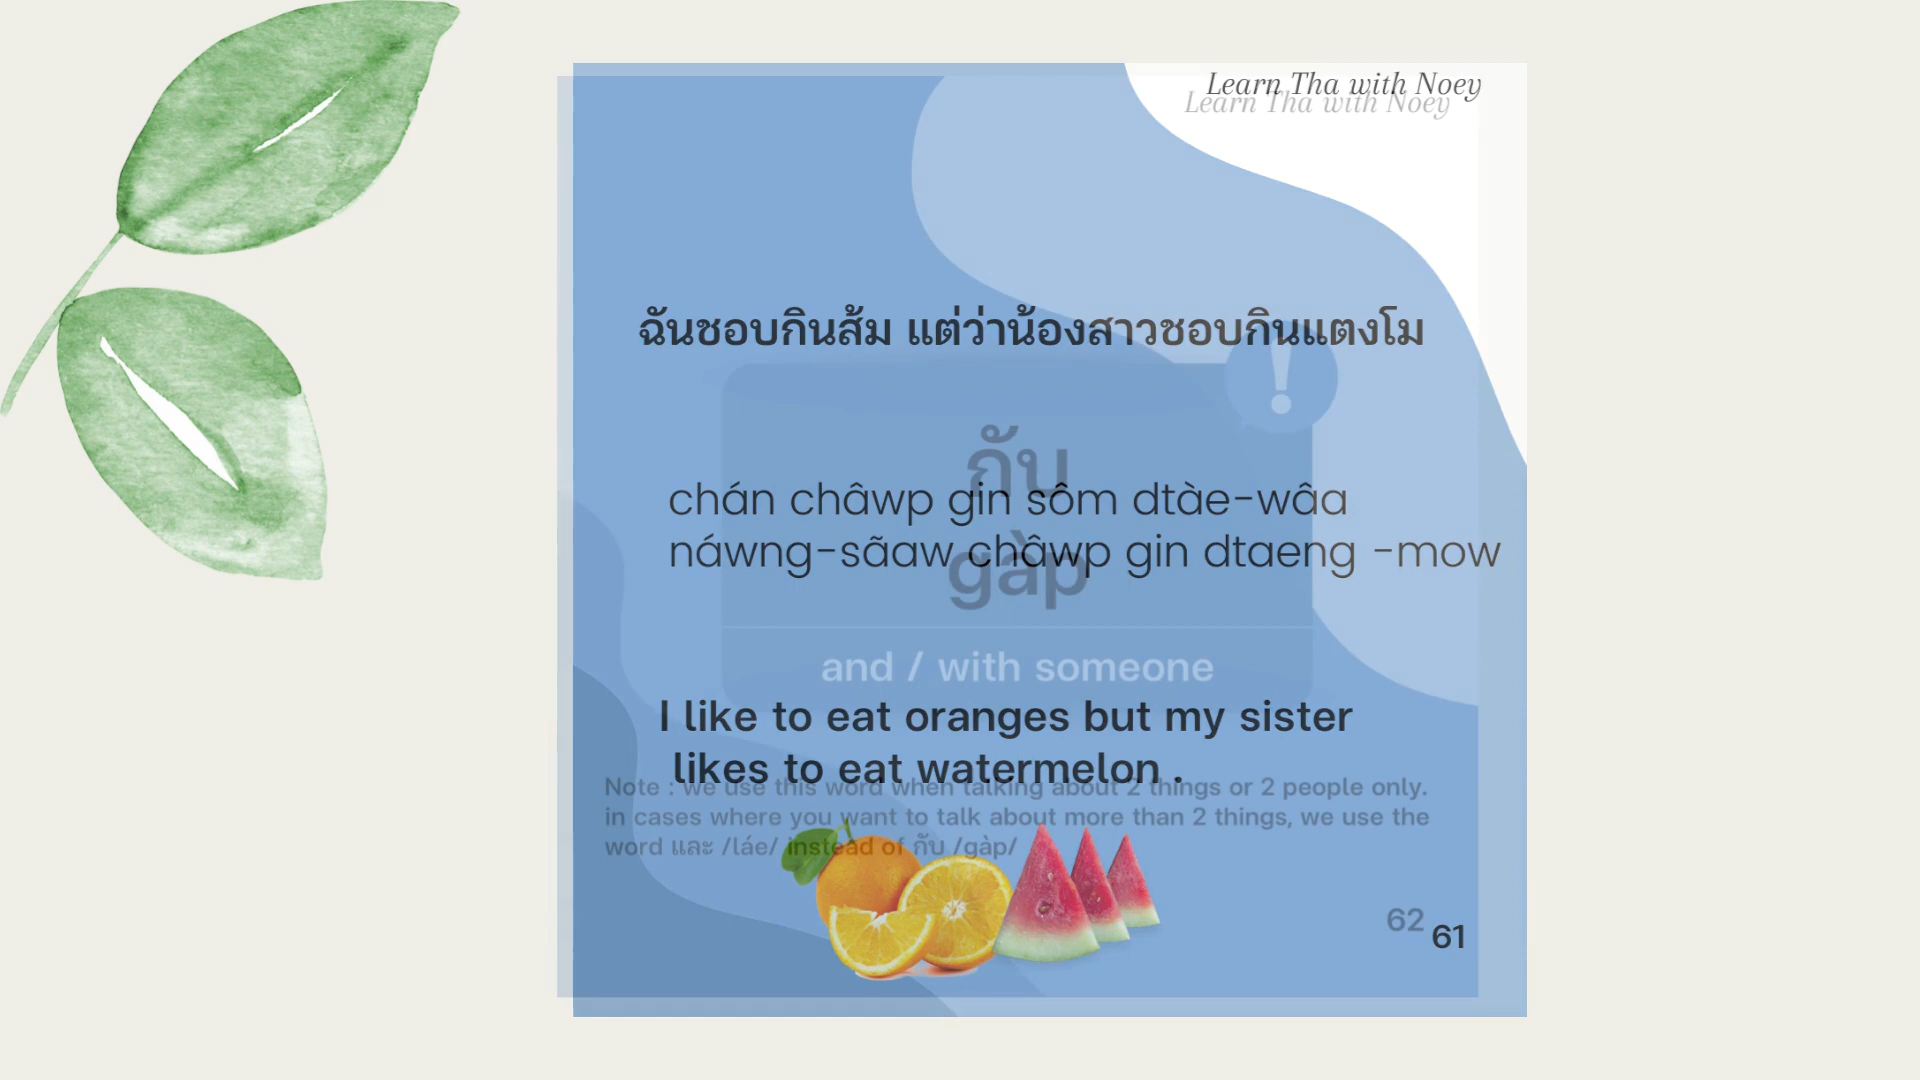 Learn Tha with Noey
Learn Tha with Noey
ฉันชอบกินส้ม แต่ว่าน้องสาวชอบกินแตงโม
กับ
chán châwp gin sôm dtàe-wâa
náwng-sãaw châwp gin dtaeng -mow
gàp
and / with someone
I like to eat oranges but my sister
likes to eat watermelon .
Note : we use this word when talking about 2 things or 2 people only.
in cases where you want to talk about more than 2 things, we use the
word และ /láe/ instead of กับ /gàp/
62
61